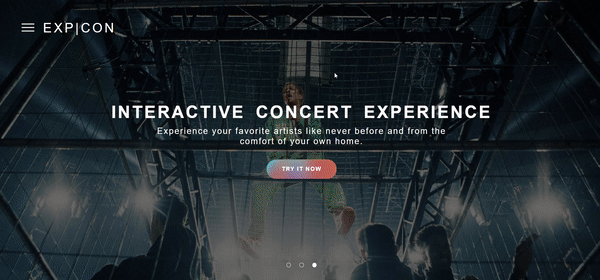 EXP|CON
INTERACTIVE CONCERT EXPERIENCE
Experience your favorite artists like never before and from the
comfort of your own home.
TRY IT NOW